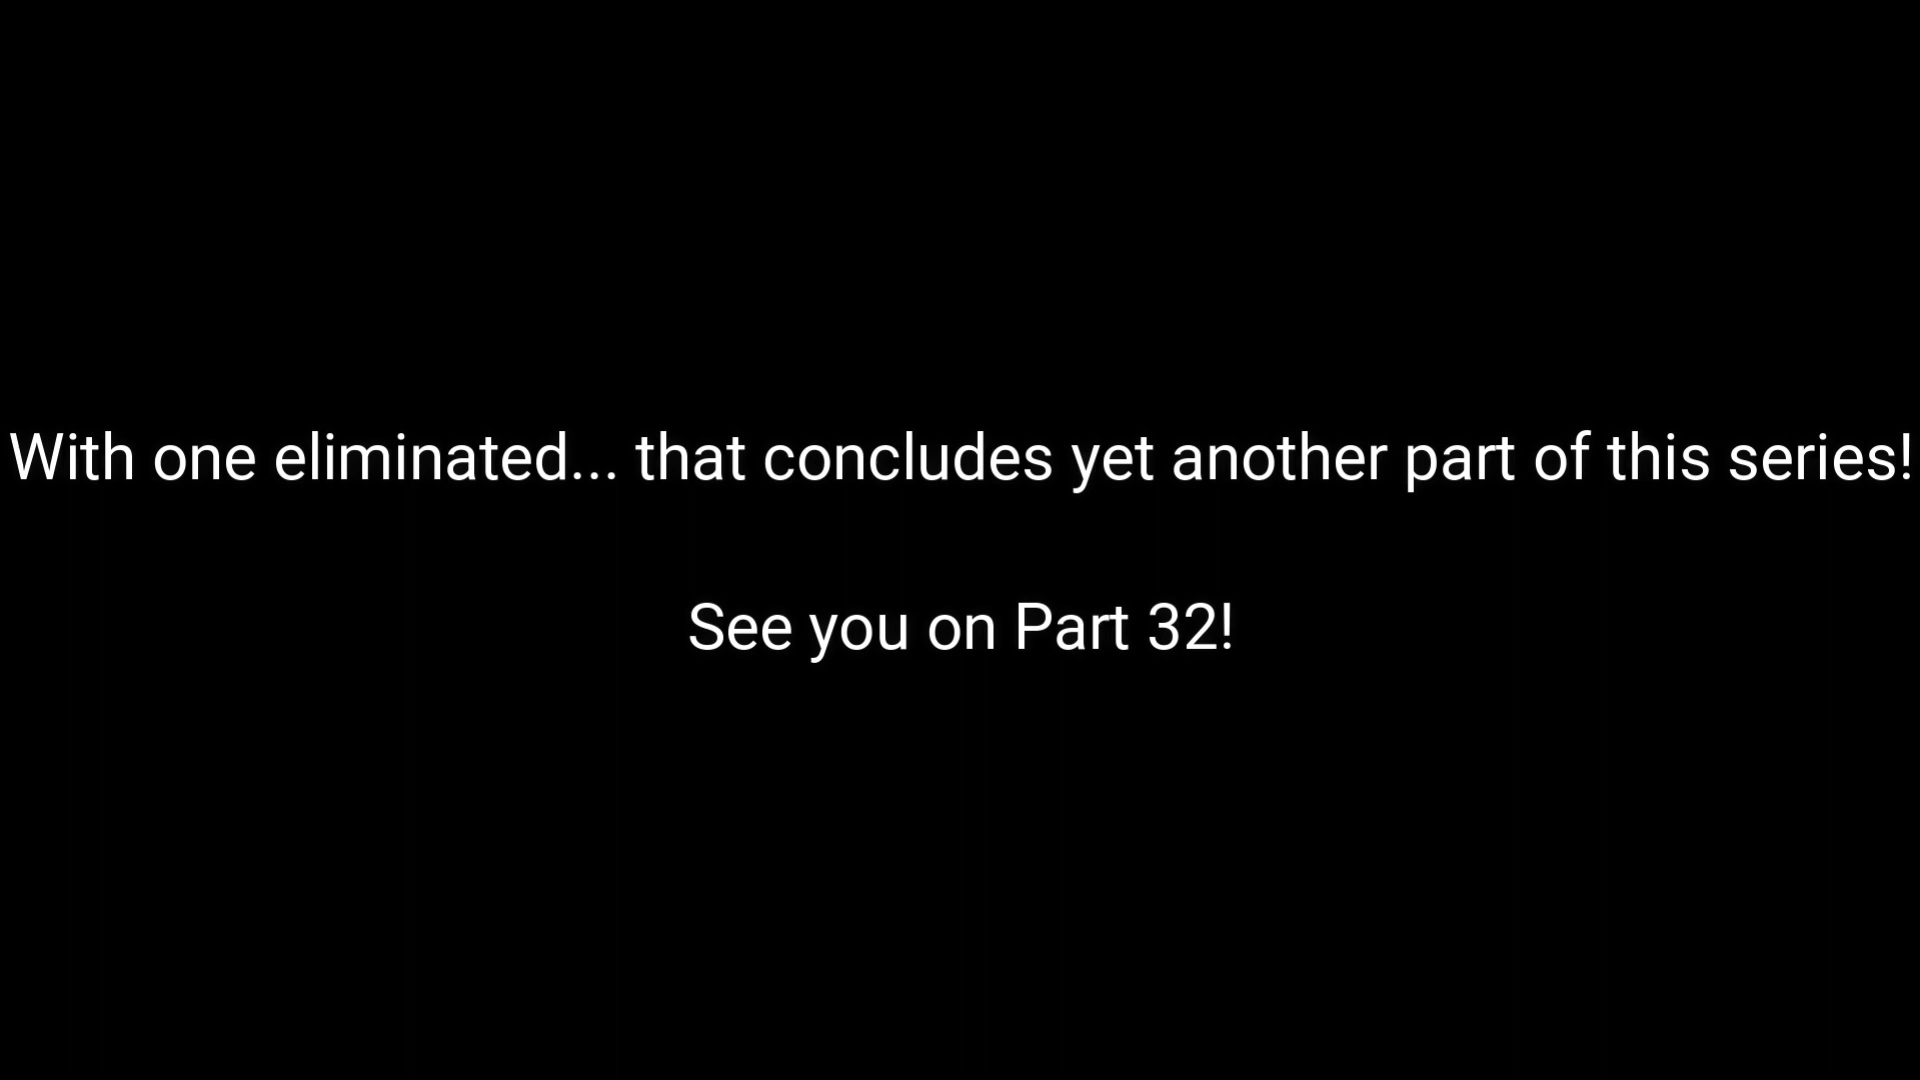 With one eliminated... that concludes yet another part of this series!
See you on Part 32!